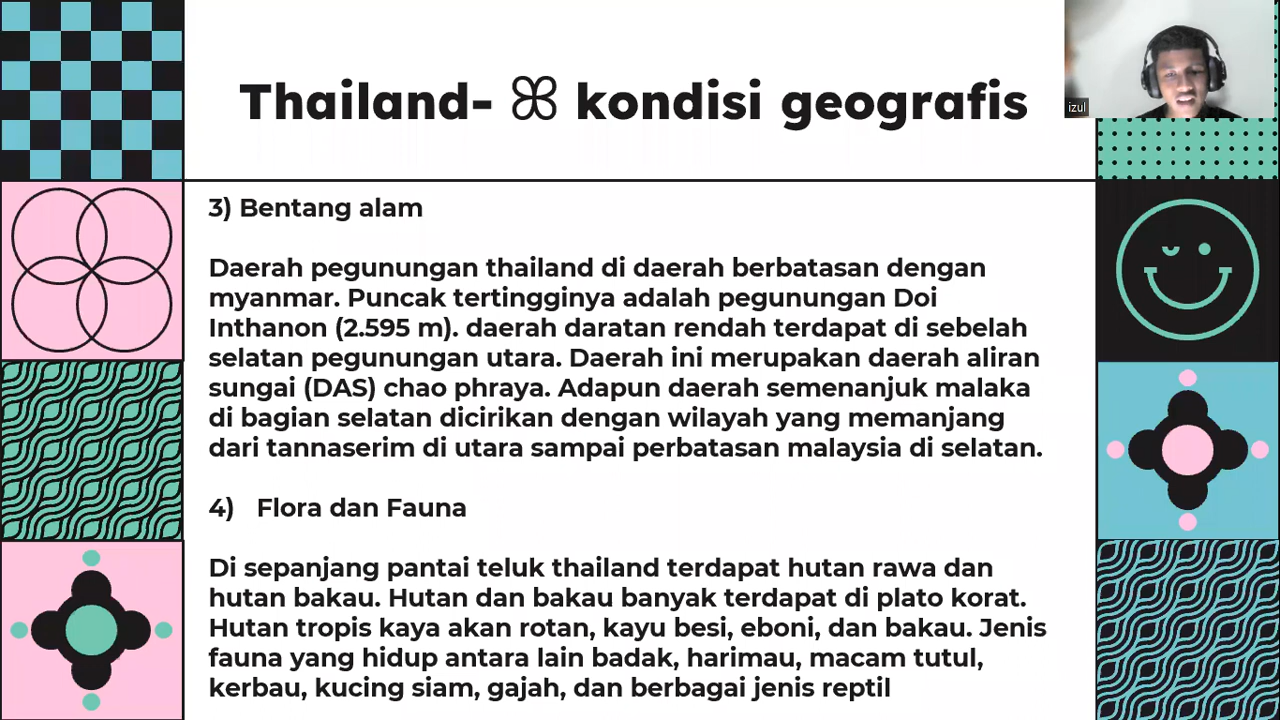 Thailand- kondisi geografis
izul
3) Bentang alam
Daerah pegunungan thailand di daerah berbatasan dengan
myanmar. Puncak tertingginya adalah pegunungan Doi
Inthanon (2.595 m). daerah daratan rendah terdapat di sebelah
selatan pegunungan utara. Daerah ini merupakan daerah aliran
sungai (DAS) chao phraya. Adapun daerah semenanjuk malaka
di bagian selatan dicirikan dengan wilayah yang memanjang
dari tannaserim di utara sampai perbatasan malaysia di selatan.
4) Flora dan Fauna
Di sepanjang pantai teluk thailand terdapat hutan rawa dan
hutan bakau. Hutan dan bakau banyak terdapat di plato korat.
Hutan tropis kaya akan rotan, kayu besi, eboni, dan bakau. Jenis
fauna yang hidup antara lain badak, harimau, macam tutul,
kerbau, kucing siam, gajah, dan berbagai jenis reptil